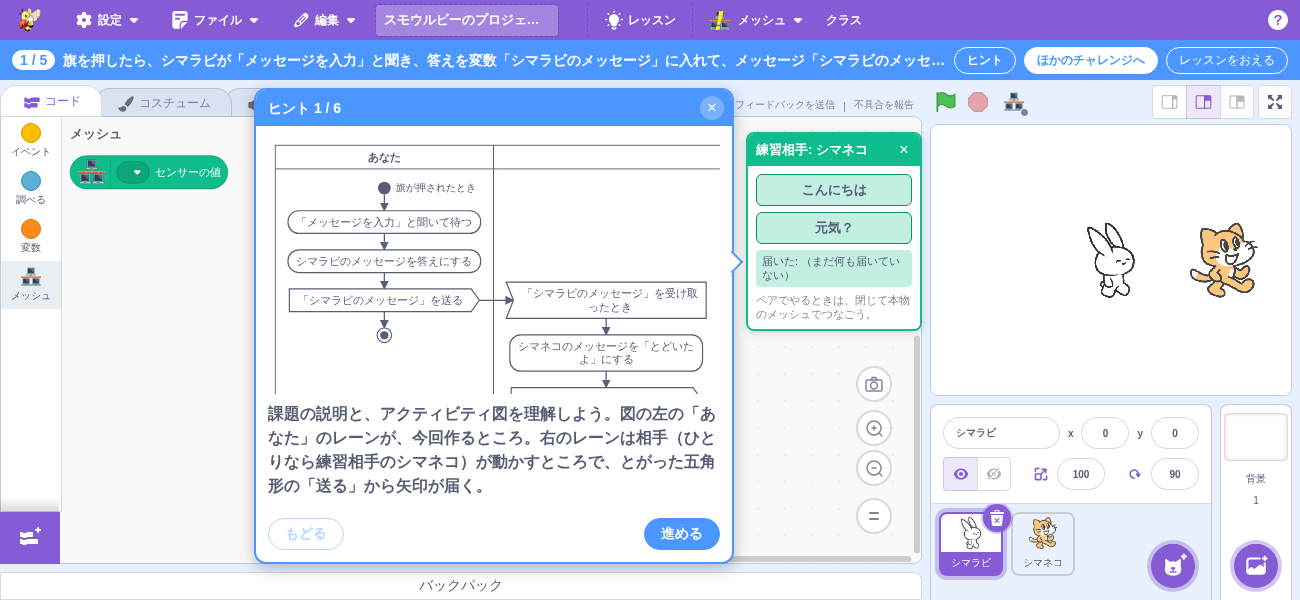 設定
ファイル
編集
スモウルビーのプロジェ…
レッスン
メッシュ
クラス
?
1 / 5
旗を押したら、シマラビが「メッセージを入力」と聞き、答えを変数「シマラビのメッセージ」に入れて、メッセージ「シマラビのメッセ…
ヒント
ほかのチャレンジへ
レッスンをおえる
コード
コスチューム
フィードバックを送信 | 不具合を報告
イベント
調べる
変数
メッシュ
メッシュ
センサーの値
ヒント 1 / 6
あなた
旗が押されたとき
「メッセージを入力」と聞いて待つ
シマラビのメッセージを答えにする
「シマラビのメッセージ」を送る
「シマラビのメッセージ」を受け取
ったとき
シマネコのメッセージを「とどいた
よ」にする
課題の説明と、アクティビティ図を理解しよう。図の左の「あ
なた」のレーンが、今回作るところ。右のレーンは相手（ひと
りなら練習相手のシマネコ）が動かすところで、とがった五角
形の「送る」から矢印が届く。
もどる
進める
練習相手: シマネコ
こんにちは
元気？
届いた: （まだ何も届いてい
ない）
ペアでやるときは、閉じて本物
のメッシュでつなごう。
シマラビ
x
0
y
0
100
90
シマラビ
シマネコ
背景
1
バックパック